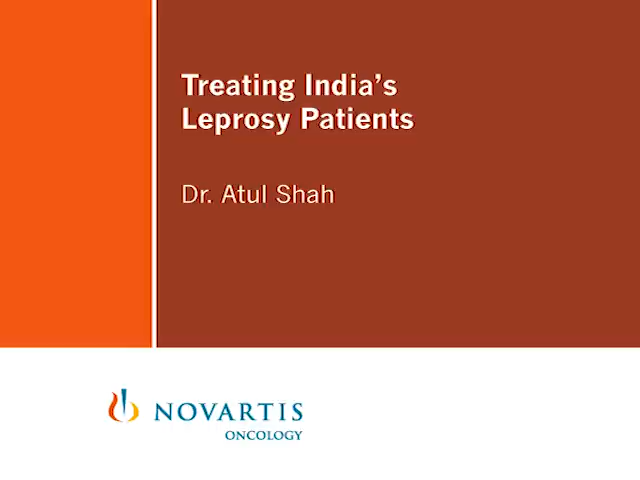 Treating India's
Leprosy Patients
Dr. Atul Shah
NOVARTIS
ONCOLOGY